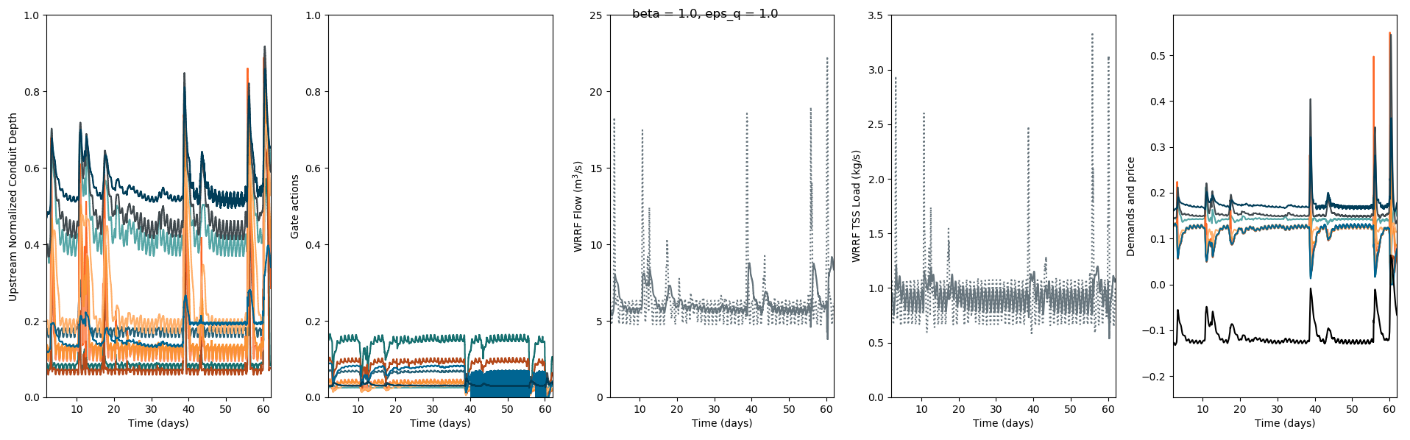 beta = 1.0, eps_q = 1.0
Upstream Normalized Conduit Depth
1.0
0.8
0.6
0.4
0.2
0.0
10 20 30 40 50 60
Time (days)
Gate actions
1.0
0.8
0.6
0.4
0.2
0.0
10 20 30 40 50 60
Time (days)
WRRF Flow (m³/s)
25
20
15
10
5
0
10 20 30 40 50 60
Time (days)
WRRF TSS Load (kg/s)
3.5
3.0
2.5
2.0
1.5
1.0
0.5
0.0
10 20 30 40 50 60
Time (days)
Demands and price
0.5
0.4
0.3
0.2
0.1
0.0
−0.1
−0.2
10 20 30 40 50 60
Time (days)